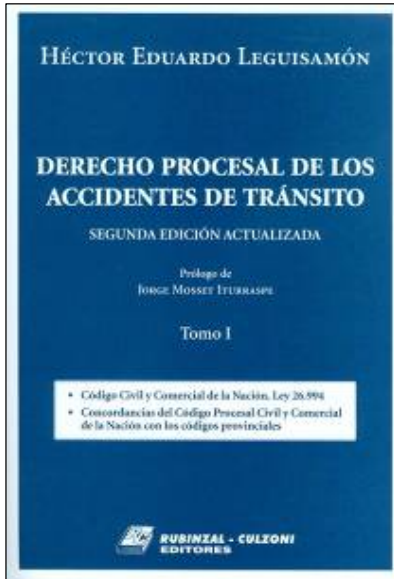 HÉCTOR EDUARDO LEGUISAMÓN
DERECHO PROCESAL DE LOS
ACCIDENTES DE TRÁNSITO
SEGUNDA EDICIÓN ACTUALIZADA
Prólogo de
JORGE MOSSET ITURRASPE
Tomo I
• Código Civil y Comercial de la Nación. Ley 26.994
• Concordancias del Código Procesal Civil y Comercial
de la Nación con los códigos provinciales
RUBINZAL - CULZONI
EDITORES